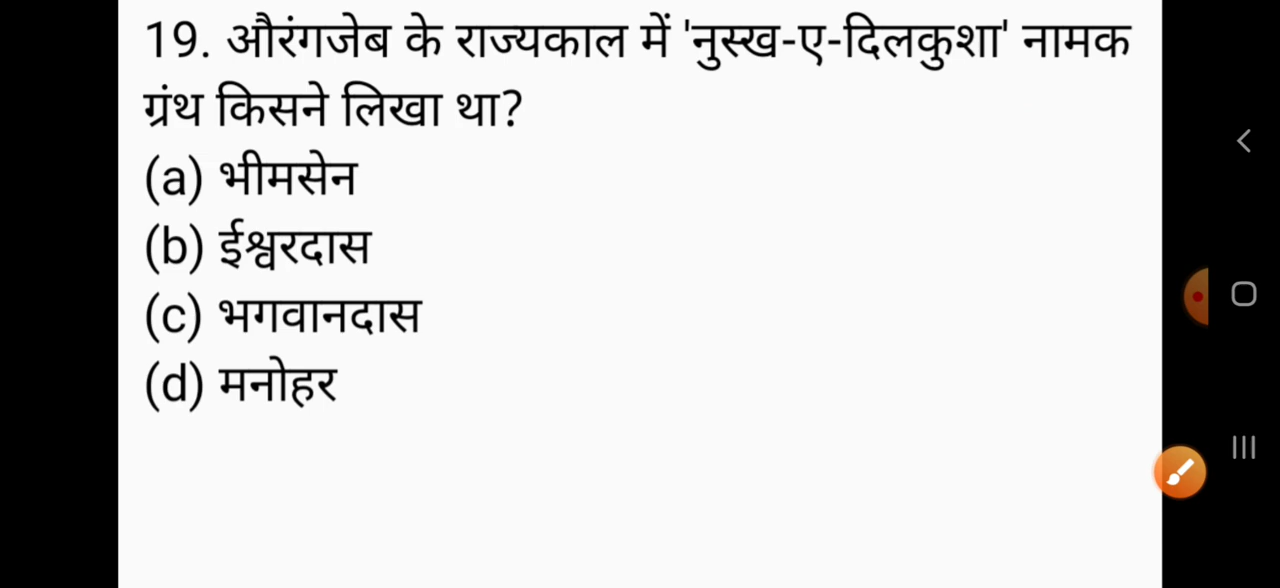 19. औरंगजेब के राज्यकाल में 'नुस्ख-ए-दिलकुशा' नामक
ग्रंथ किसने लिखा था?
(a) भीमसेन
(b) ईश्वरदास
(c) भगवानदास
(d) मनोहर